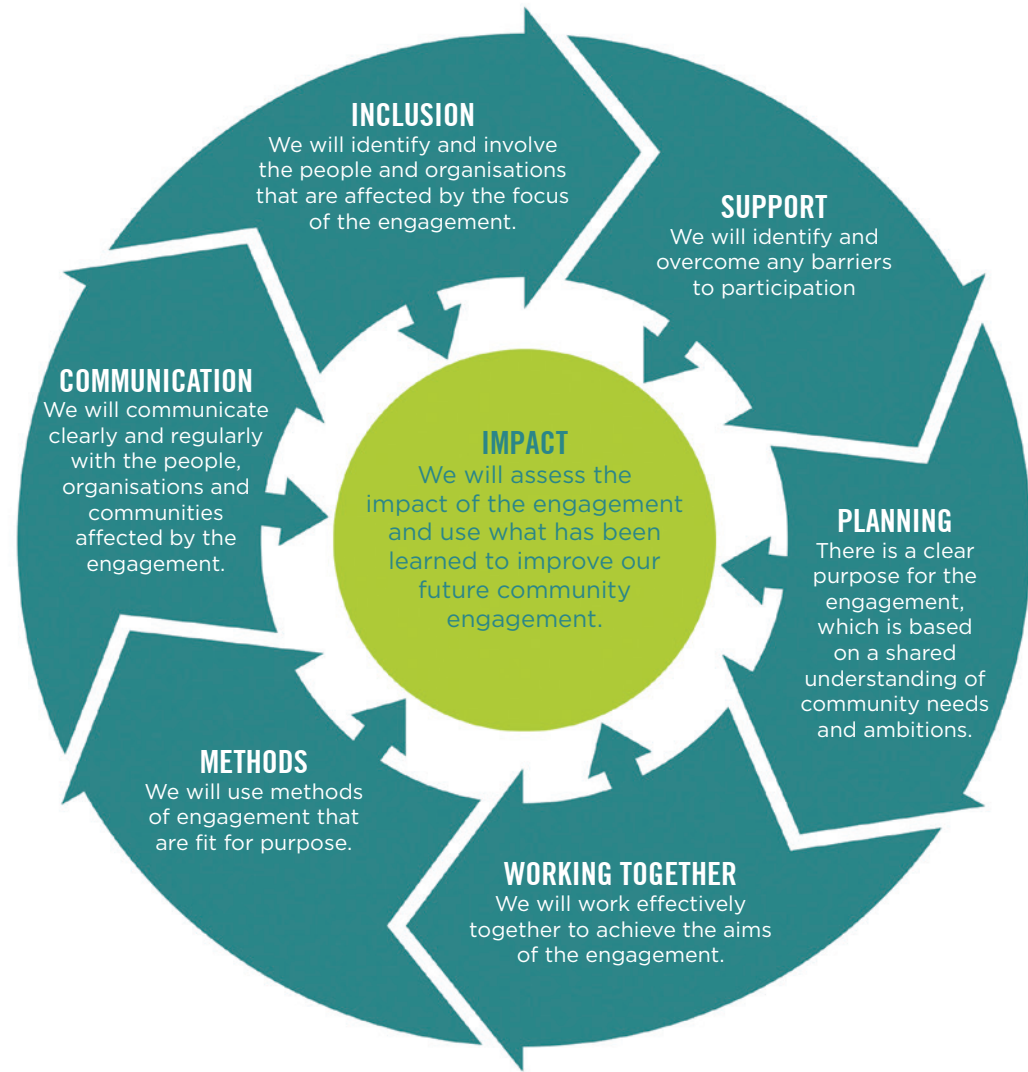 INCLUSION
We will identify and involve
the people and organisations
that are affected by the focus
of the engagement.
SUPPORT
We will identify and
overcome any barriers
to participation
PLANNING
There is a clear
purpose for the
engagement,
which is based
on a shared
understanding of
community needs
and ambitions.
WORKING TOGETHER
We will work effectively
together to achieve the aims
of the engagement.
METHODS
We will use methods
of engagement that
are fit for purpose.
COMMUNICATION
We will communicate
clearly and regularly
with the people,
organisations and
communities
affected by the
engagement.
IMPACT
We will assess the
impact of the engagement
and use what has been
learned to improve our
future community
engagement.